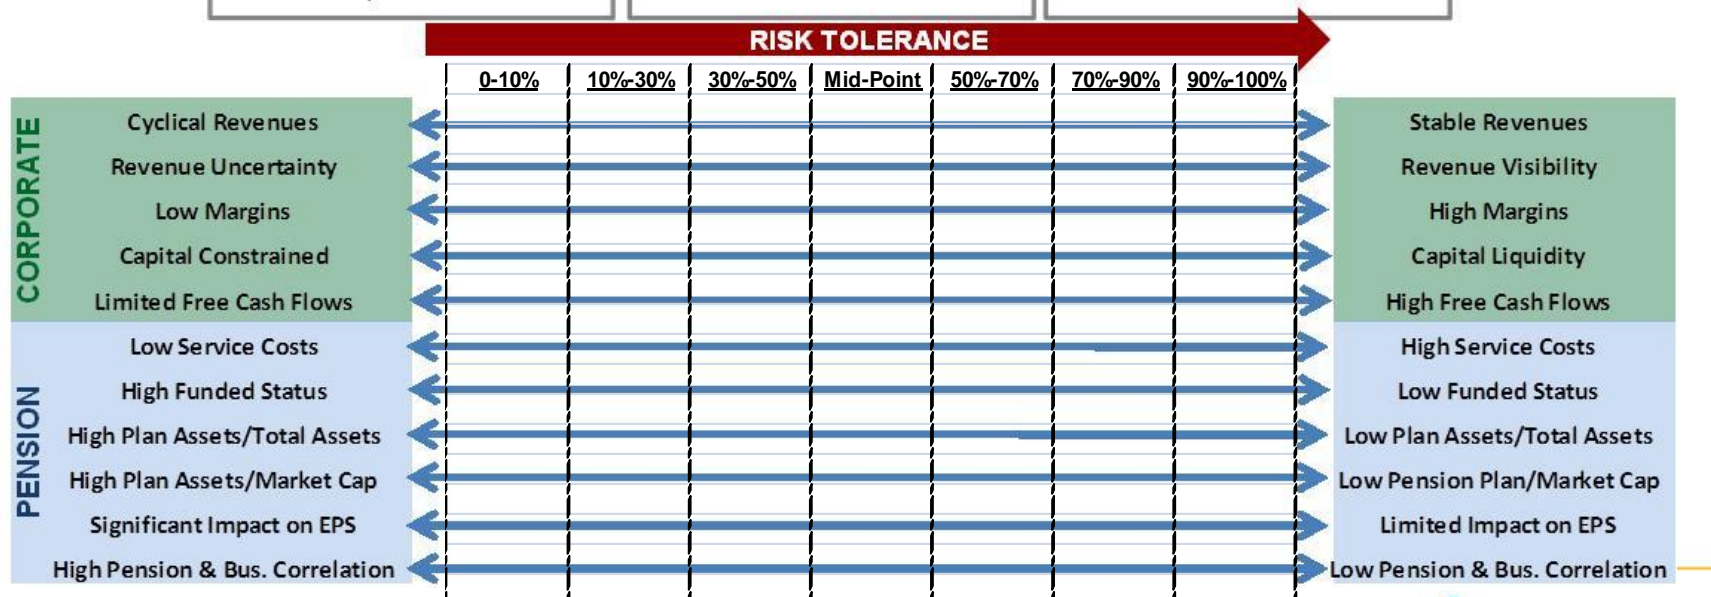 RISK TOLERANCE
0-10% 10%-30% 30%-50% Mid-Point 50%-70% 70%-90% 90%-100%
CORPORATE
Cyclical Revenues Stable Revenues
Revenue Uncertainty Revenue Visibility
Low Margins High Margins
Capital Constrained Capital Liquidity
Limited Free Cash Flows High Free Cash Flows
PENSION
Low Service Costs High Service Costs
High Funded Status Low Funded Status
High Plan Assets/Total Assets Low Plan Assets/Total Assets
High Plan Assets/Market Cap Low Pension Plan/Market Cap
Significant Impact on EPS Limited Impact on EPS
High Pension & Bus. Correlation Low Pension & Bus. Correlation